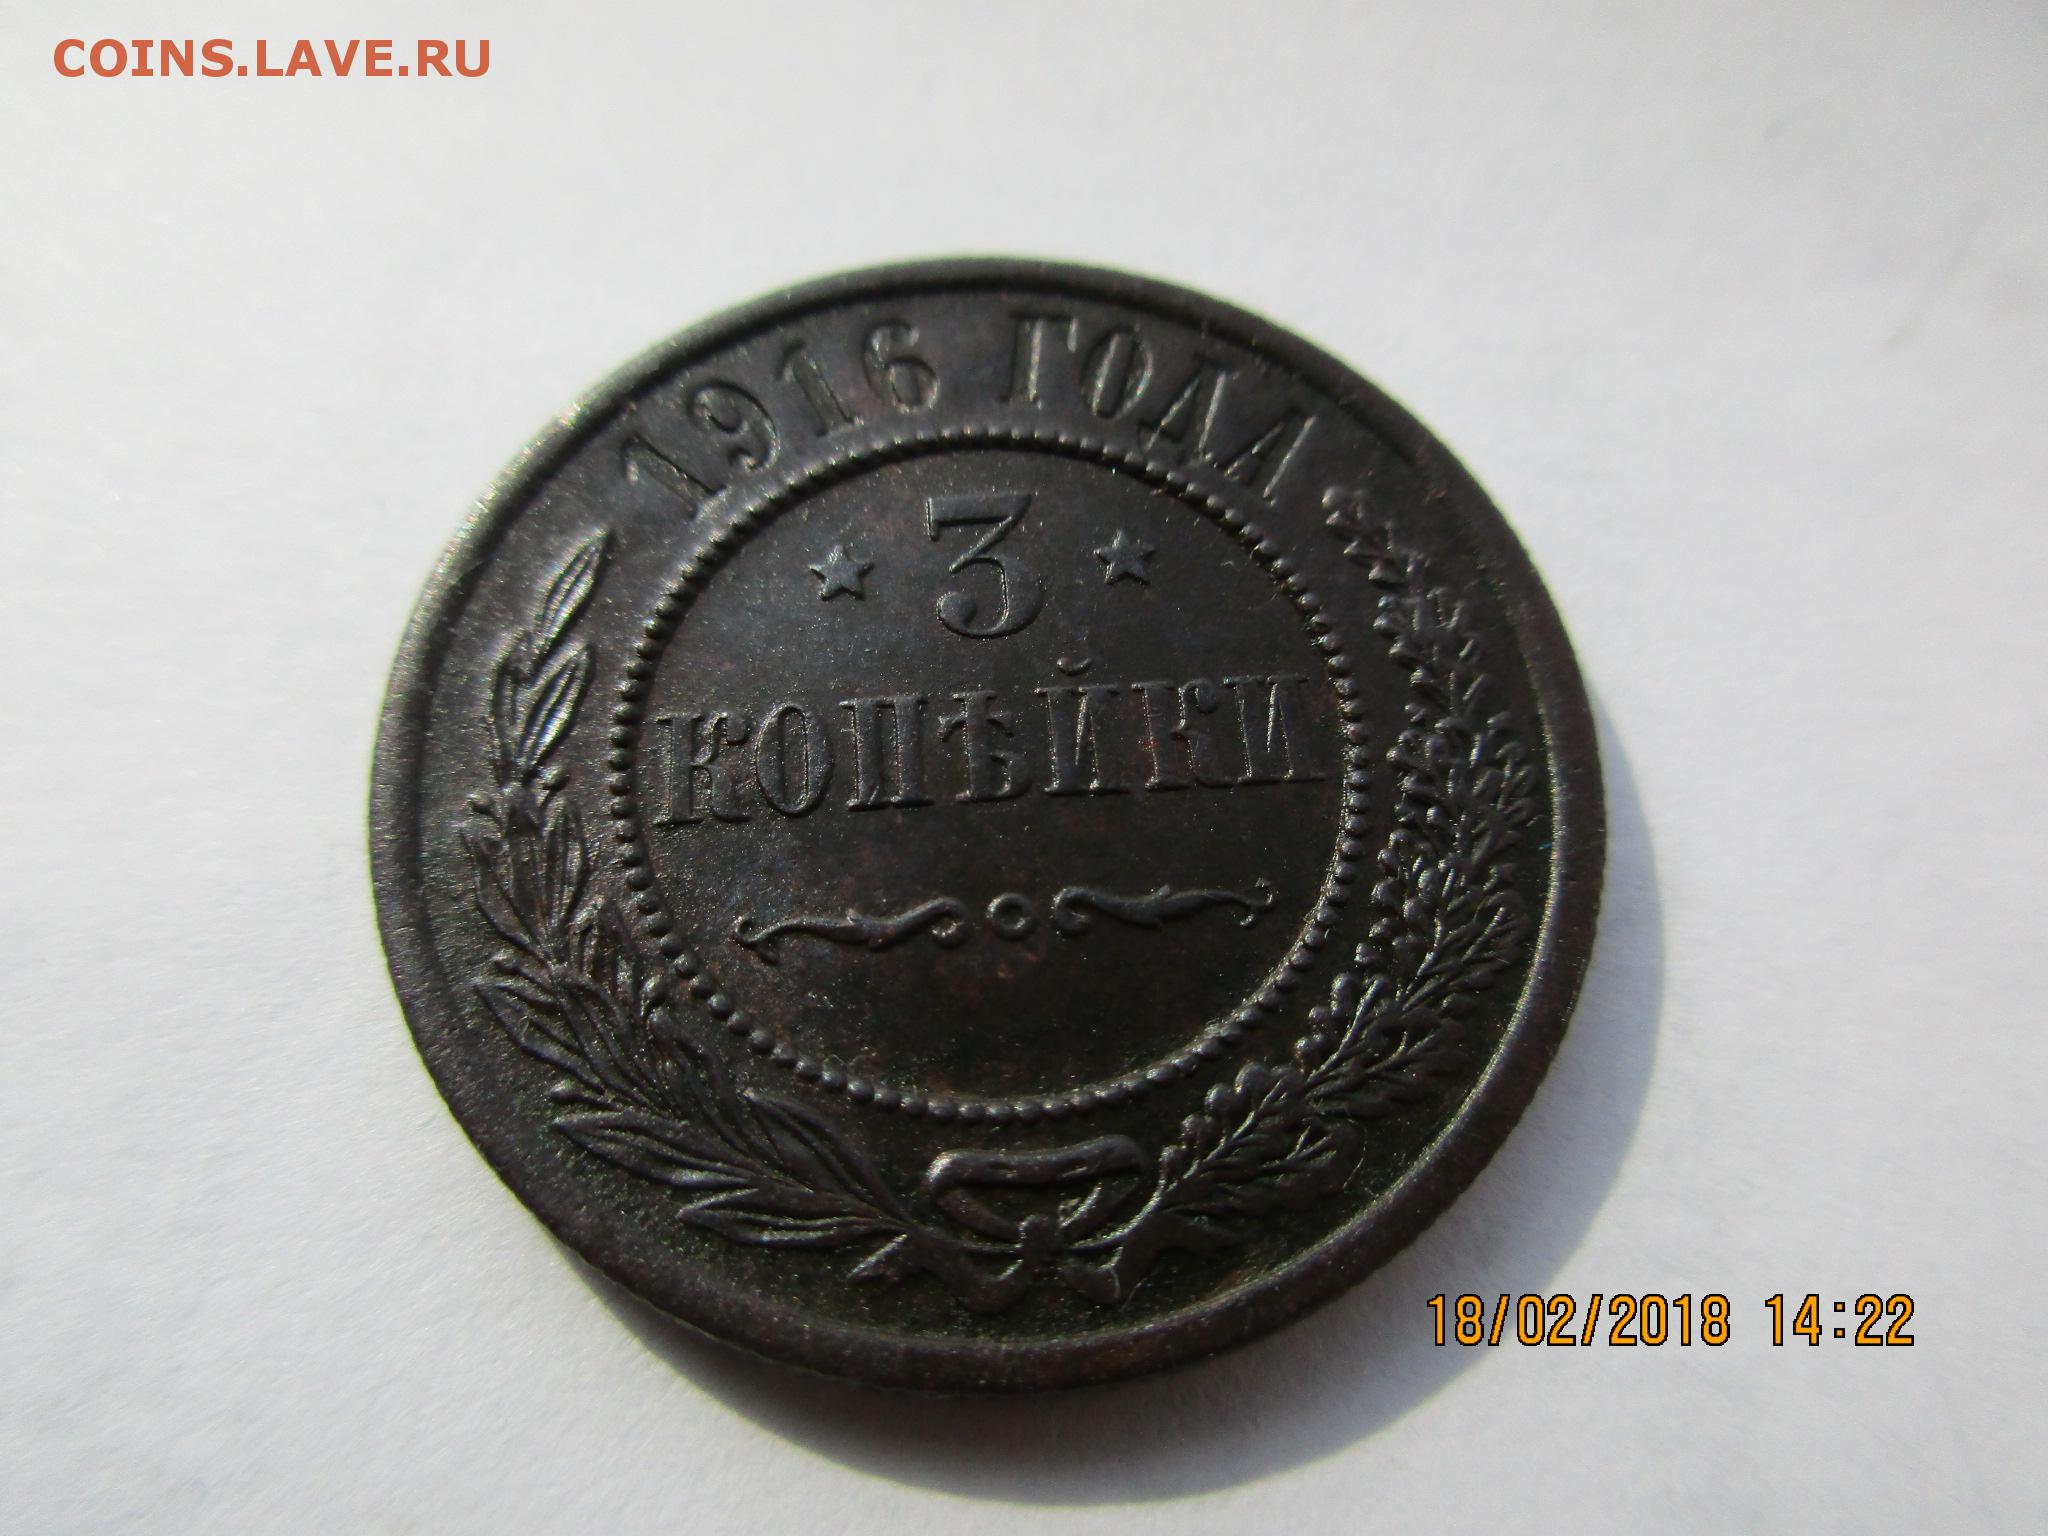 COINS.LAVE.RU
1916 ГОДА
3
КОПѢЙКИ
18/02/2018 14:22